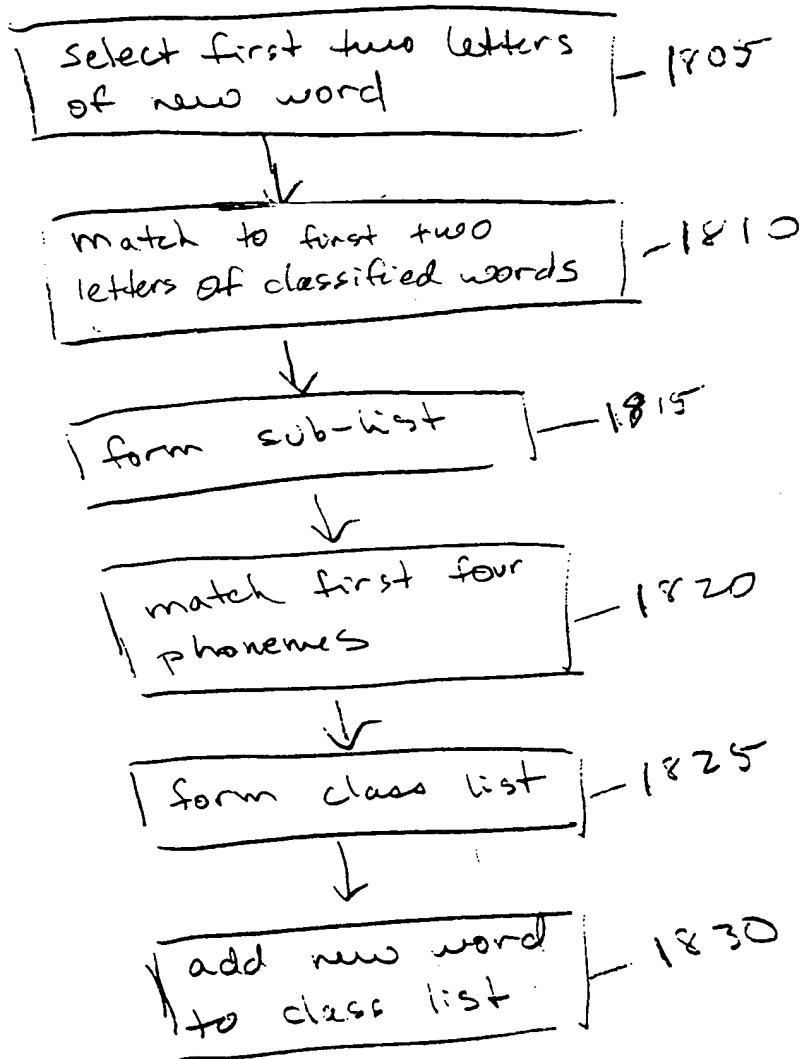 select first two letters
of new word
1805
match to first two
letters of classified words
1810
form sub-list
1815
match first four
phonemes
1820
form class list
1825
add new word
to class list
1830